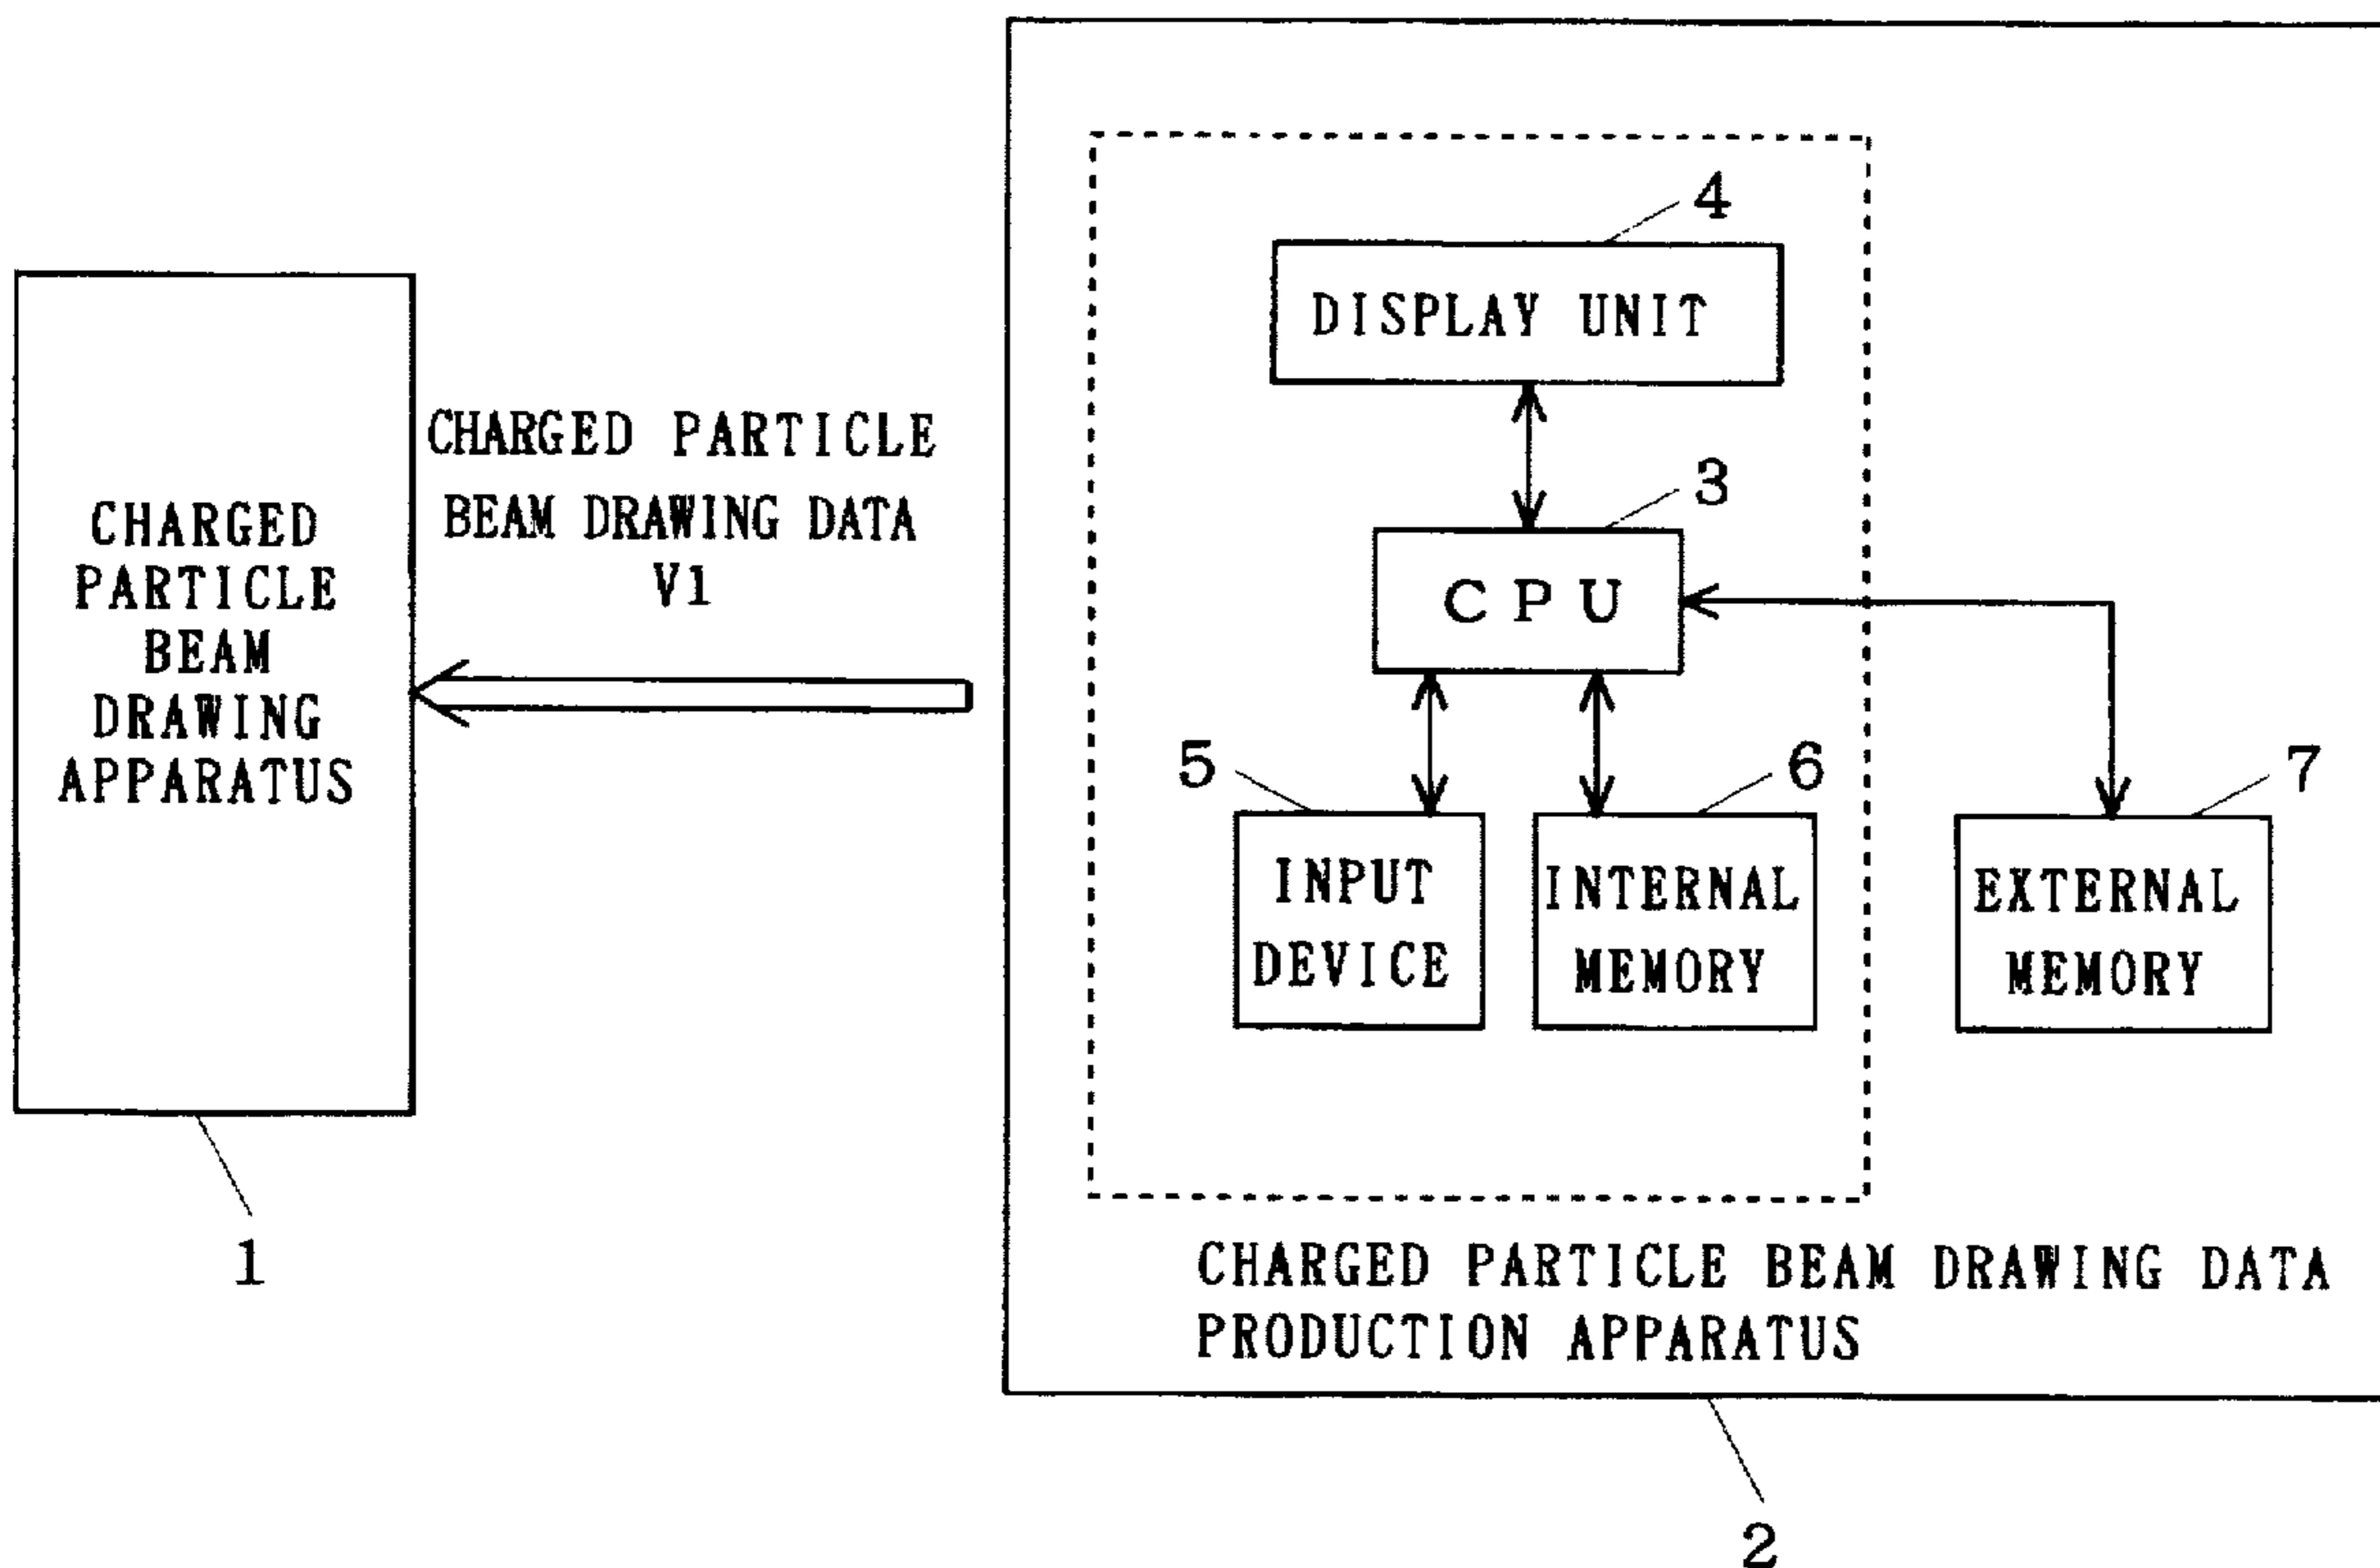 CHARGED
PARTICLE
BEAM
DRAWING
APPARATUS
1
CHARGED PARTICLE
BEAM DRAWING DATA
V1
4
DISPLAY UNIT
3
CPU
5
INPUT
DEVICE
6
INTERNAL
MEMORY
7
EXTERNAL
MEMORY
CHARGED PARTICLE BEAM DRAWING DATA
PRODUCTION APPARATUS
2